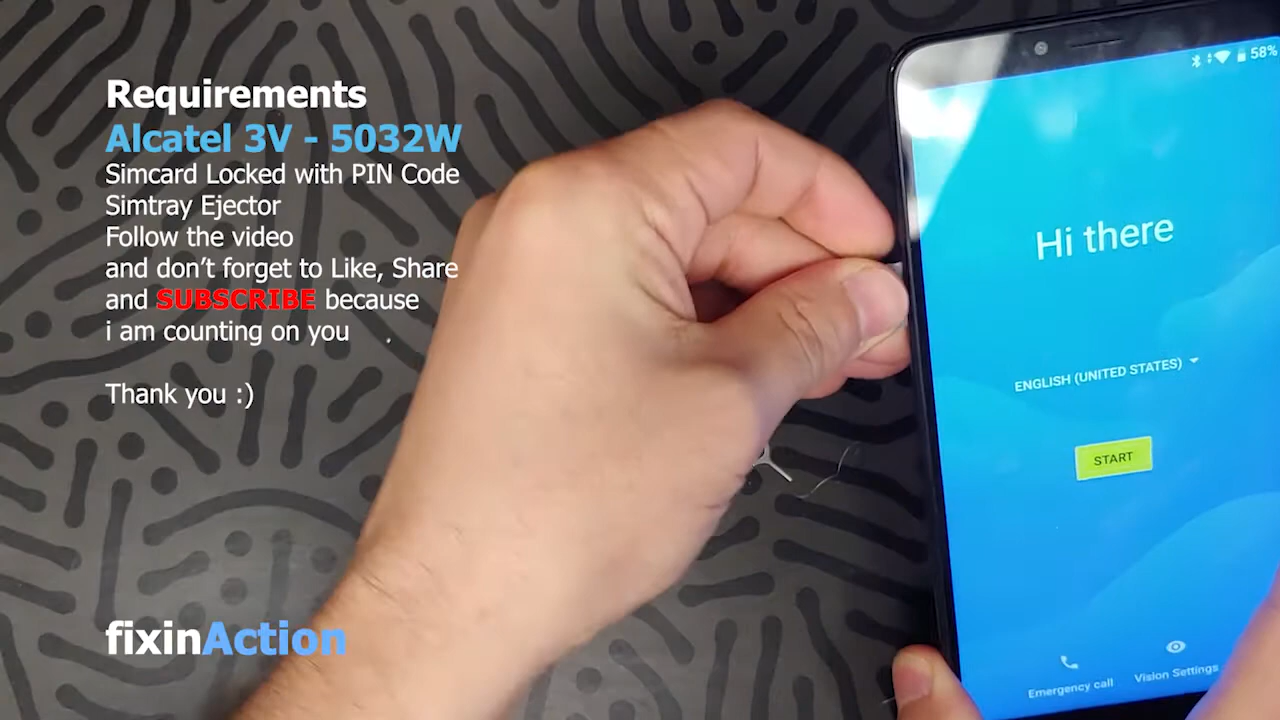 Requirements
Alcatel 3V - 5032W
Simcard Locked with PIN Code
Simtray Ejector
Follow the video
and don’t forget to Like, Share
and SUBSCRIBE because
i am counting on you
Thank you :)
fixinAction
58%
Hi there
ENGLISH (UNITED STATES)
START
Emergency call
Vision Settings